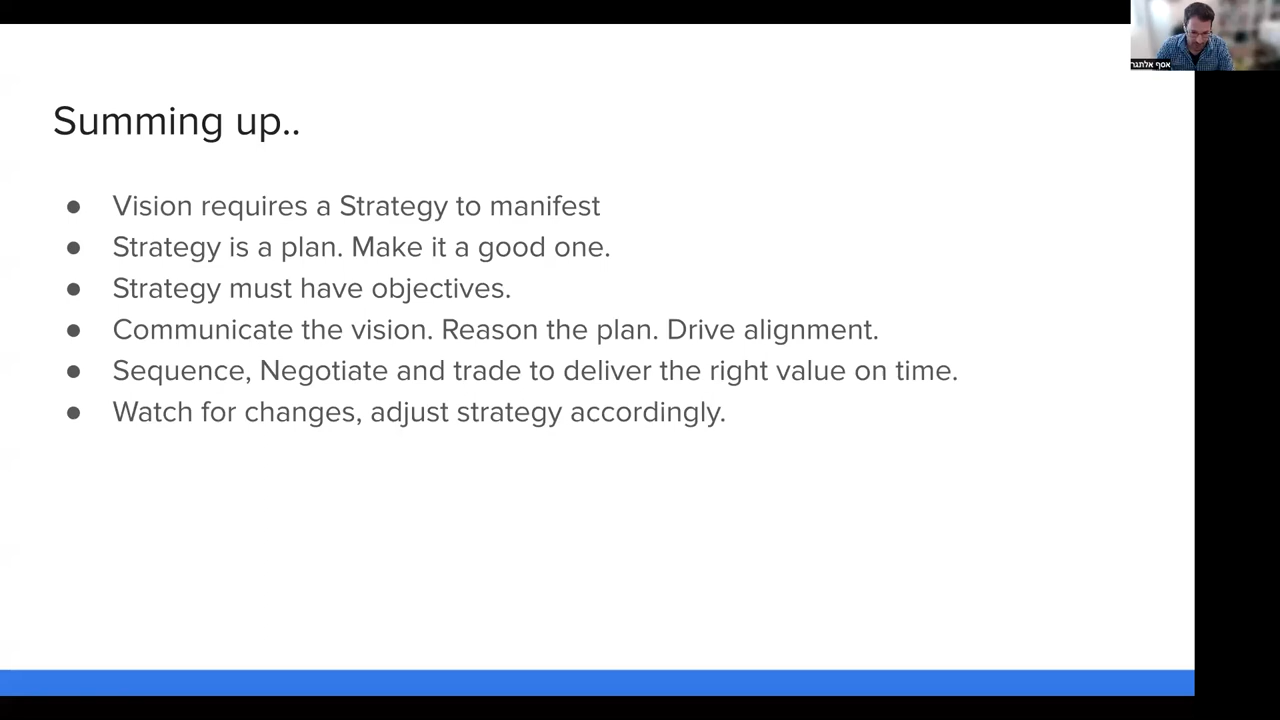 אסף אלתגר
Summing up..
● Vision requires a Strategy to manifest
● Strategy is a plan. Make it a good one.
● Strategy must have objectives.
● Communicate the vision. Reason the plan. Drive alignment.
● Sequence, Negotiate and trade to deliver the right value on time.
● Watch for changes, adjust strategy accordingly.